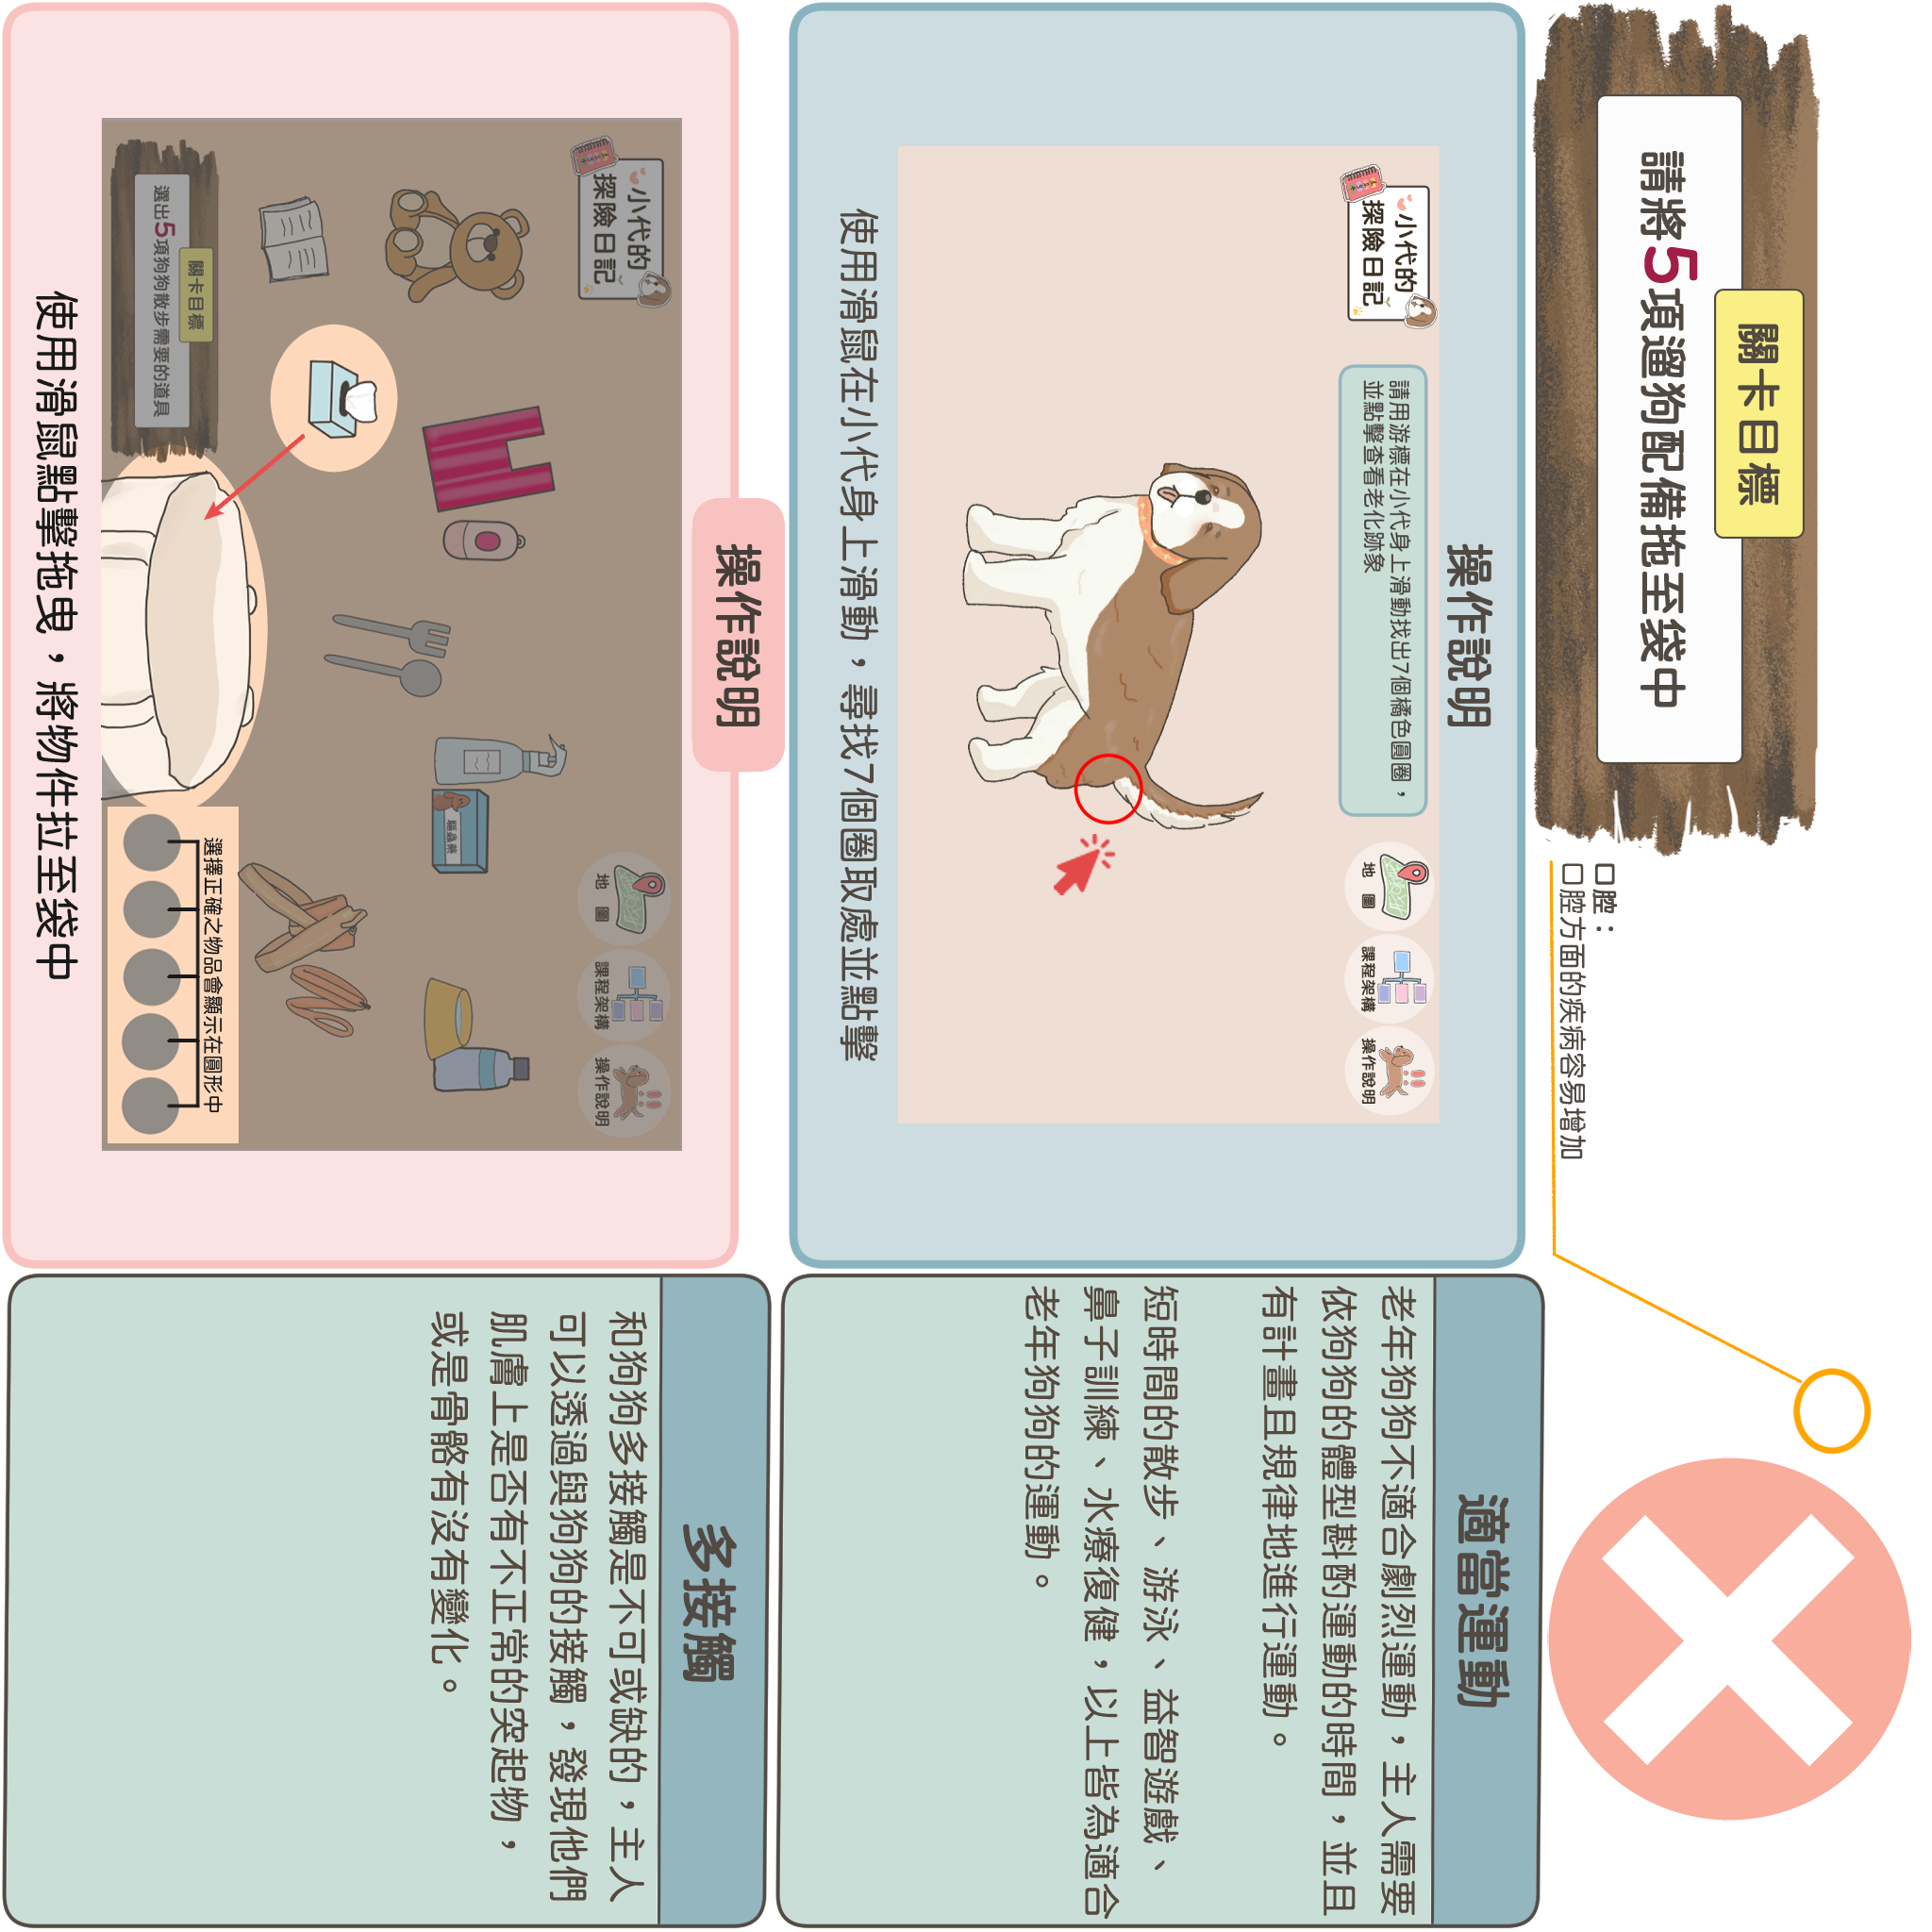 關卡目標
請將5項遛狗配備拖至袋中
口腔：
口腔方面的疾病容易增加
操作說明
小代的
探險日記
請用游標在小代身上滑動找出7個橘色圓圈，
並點擊查看老化跡象
地 圖
課程架構
操作說明
使用滑鼠在小代身上滑動，尋找7個圈取處並點擊
適當運動
老年狗狗不適合劇烈運動，主人需要
依狗狗的體型斟酌運動的時間，並且
有計畫且規律地進行運動。
短時間的散步、游泳、益智遊戲、
鼻子訓練、水療復健，以上皆為適合
老年狗狗的運動。
操作說明
小代的
探險日記
地 圖
課程架構
操作說明
驅蟲藥
關卡目標
選出5項狗狗散步需要的道具
選擇正確之物品會顯示在圓形中
使用滑鼠點擊拖曳，將物件拉至袋中
多接觸
和狗狗多接觸是不可或缺的，主人
可以透過與狗狗的接觸，發現他們
肌膚上是否有不正常的突起物，
或是骨骼有沒有變化。